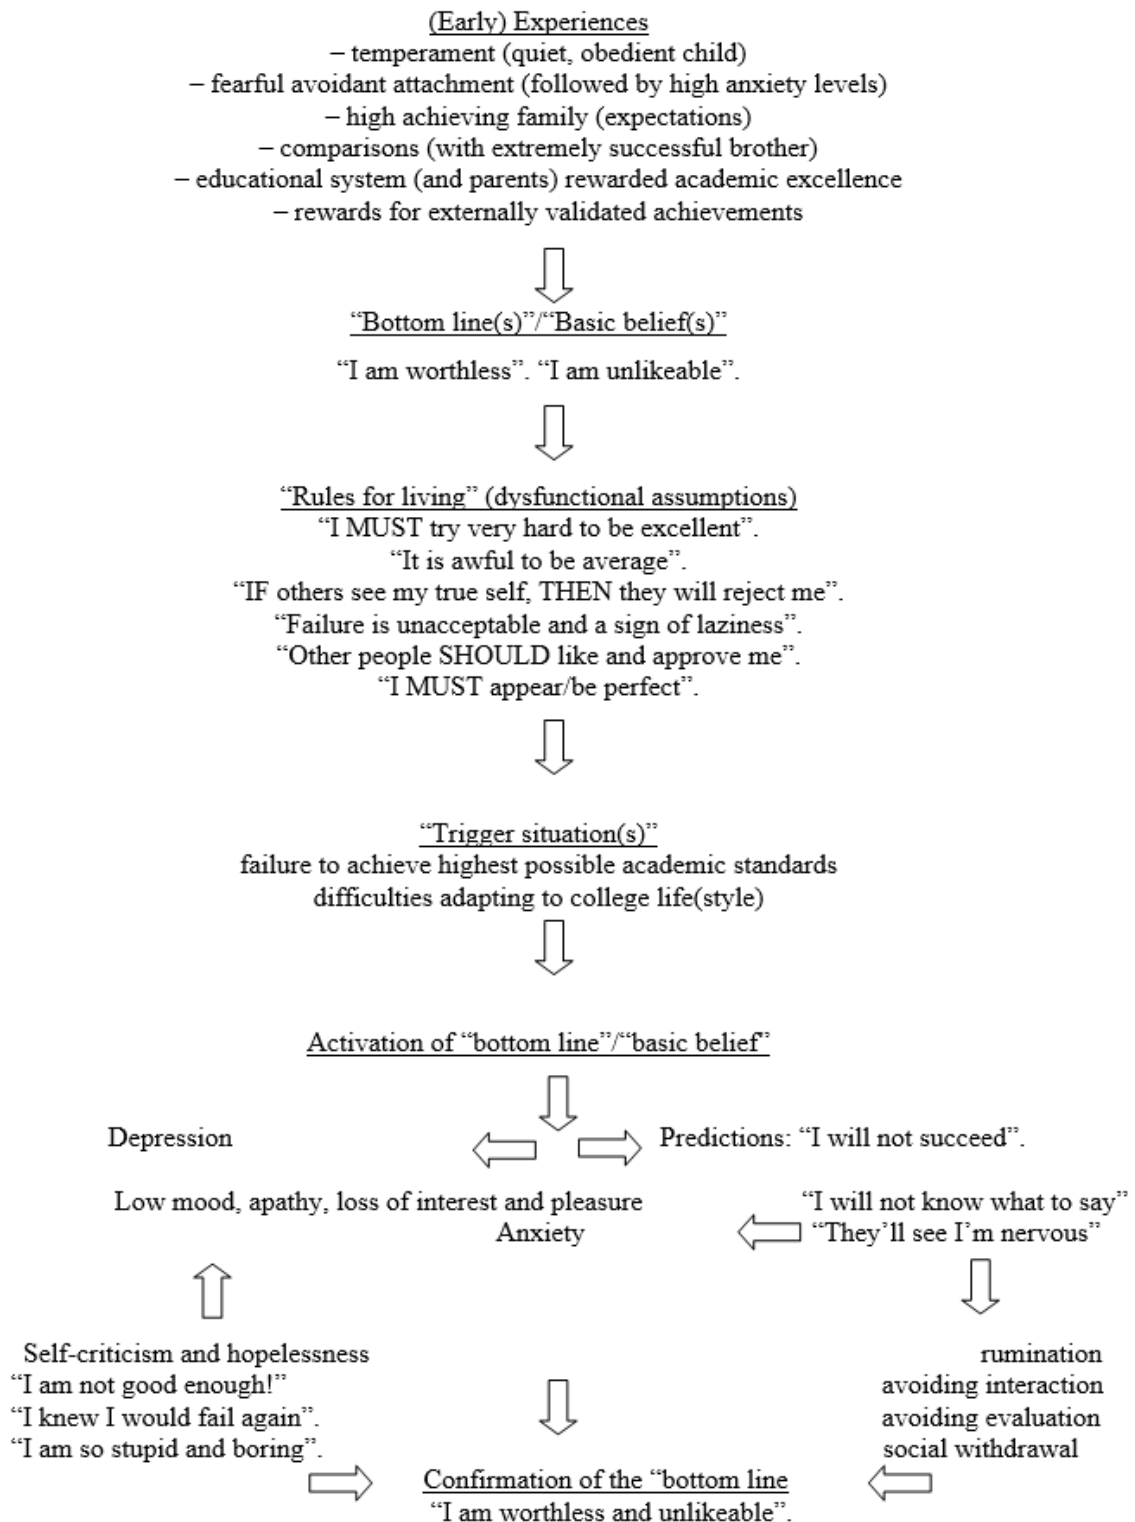 (Early) Experiences
– temperament (quiet, obedient child)
– fearful avoidant attachment (followed by high anxiety levels)
– high achieving family (expectations)
– comparisons (with extremely successful brother)
– educational system (and parents) rewarded academic excellence
– rewards for externally validated achievements
“Bottom line(s)”/“Basic belief(s)”
“I am worthless”. “I am unlikeable”.
“Rules for living” (dysfunctional assumptions)
“I MUST try very hard to be excellent”.
“It is awful to be average”.
“IF others see my true self, THEN they will reject me”.
“Failure is unacceptable and a sign of laziness”.
“Other people SHOULD like and approve me”.
“I MUST appear/be perfect”.
“Trigger situation(s)”
failure to achieve highest possible academic standards
difficulties adapting to college life(style)
Activation of “bottom line”/“basic belief”
Depression
Predictions: “I will not succeed”.
Low mood, apathy, loss of interest and pleasure
“I will not know what to say”
Anxiety
“They’ll see I’m nervous”
Self-criticism and hopelessness
“I am not good enough!”
“I knew I would fail again”.
“I am so stupid and boring”.
rumination
avoiding interaction
avoiding evaluation
social withdrawal
Confirmation of the “bottom line
“I am worthless and unlikeable”.